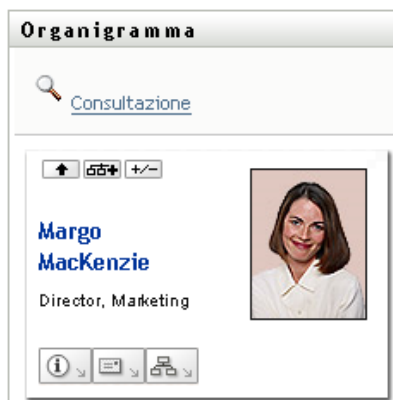 Organigramma
Consultazione
+/-
Margo
MacKenzie
Director, Marketing